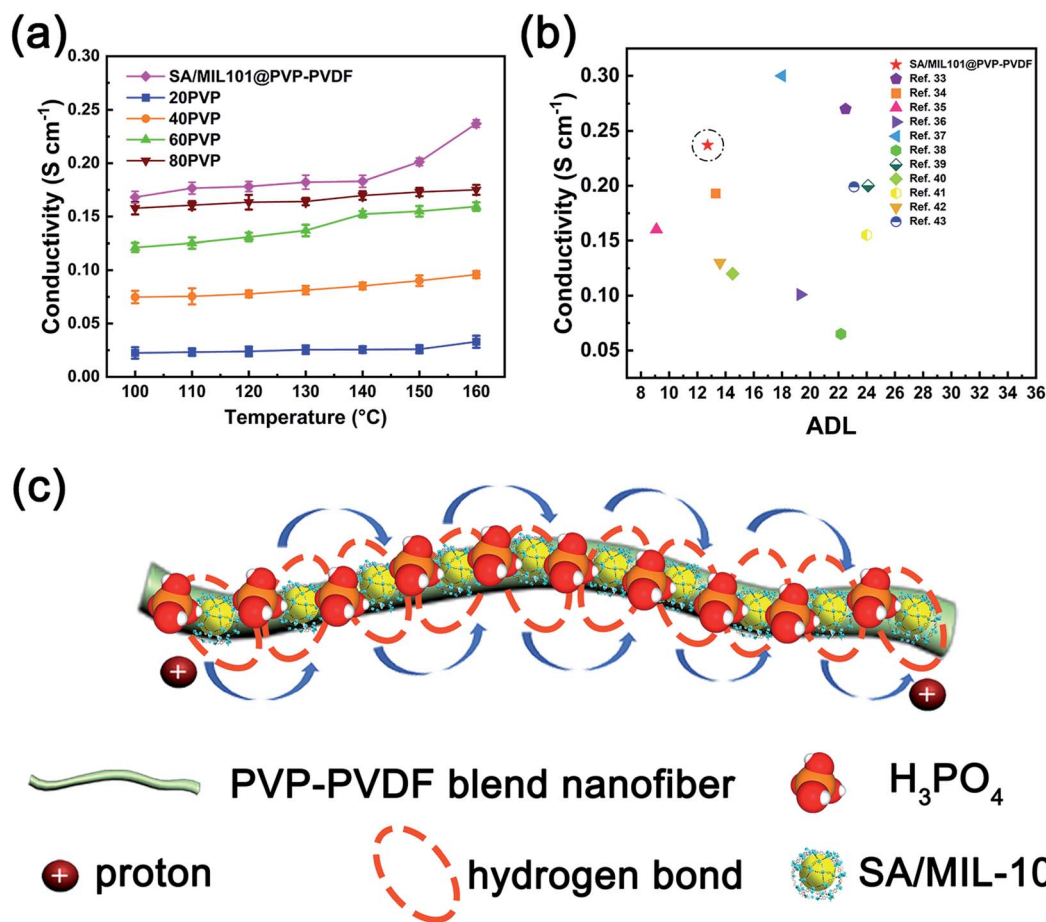 (a)
0.30
0.25
0.20
0.15
0.10
0.05
0.00
Conductivity (S cm⁻¹)
SA/MIL101@PVP-PVDF
20PVP
40PVP
60PVP
80PVP
100 110 120 130 140 150 160
Temperature (°C)
(b)
0.30
0.25
0.20
0.15
0.10
0.05
Conductivity (S cm⁻¹)
SA/MIL101@PVP-PVDF
Ref. 33
Ref. 34
Ref. 35
Ref. 36
Ref. 37
Ref. 38
Ref. 39
Ref. 40
Ref. 41
Ref. 42
Ref. 43
8 10 12 14 16 18 20 22 24 26 28 30 32 34 36
ADL
(c)
+
+
PVP-PVDF blend nanofiber
H₃PO₄
+ proton
hydrogen bond
SA/MIL-10